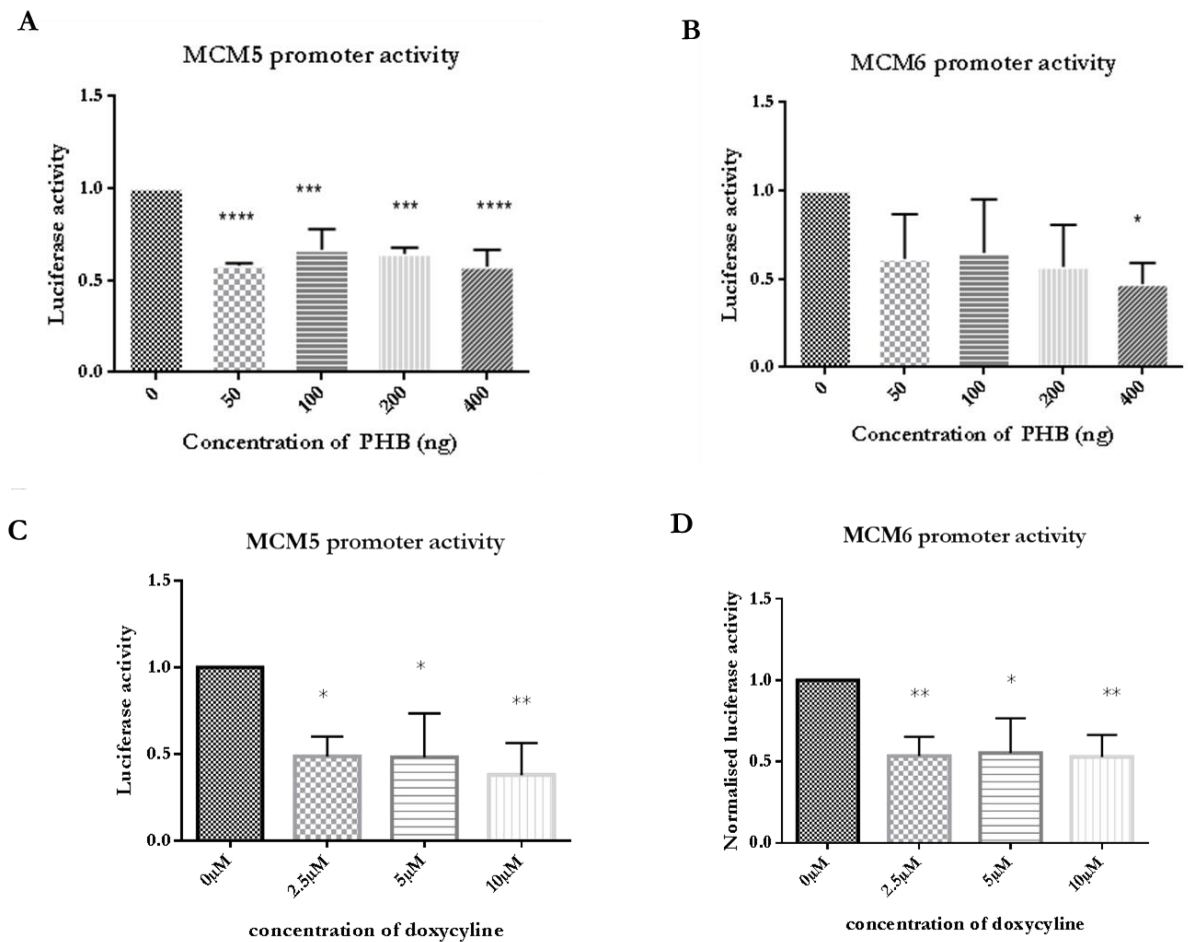 A
MCM5 promoter activity
Luciferase activity
1.5
1.0
0.5
0.0
**** *** *** ****
0 50 100 200 400
Concentration of PHB (ng)
B
MCM6 promoter activity
Luciferase activity
1.5
1.0
0.5
0.0
*
0 50 100 200 400
Concentration of PHB (ng)
C
MCM5 promoter activity
Luciferase activity
1.5
1.0
0.5
0.0
* * **
0µM 2.5µM 5µM 10µM
concentration of doxycyline
D
MCM6 promoter activity
Normalised luciferase activity
1.5
1.0
0.5
0.0
** * **
0µM 2.5µM 5µM 10µM
concentration of doxycyline